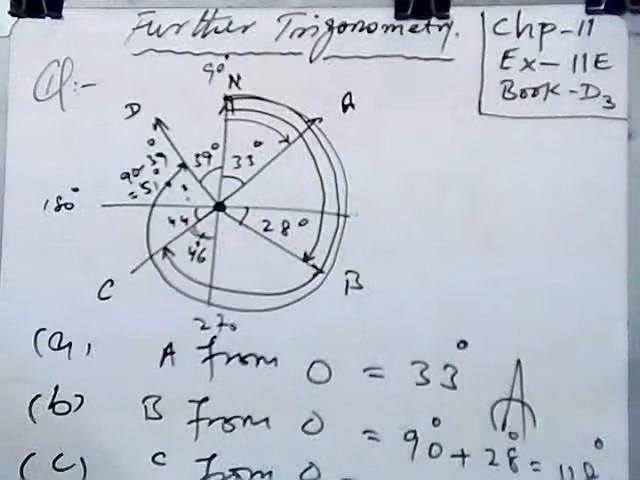 Further Trigonometry.
Chp-11
Ex-11E
Book-D3
Q:-
90°
N
A
D
39°
33°
90°-39°
=51°
180°
44
28°
46
B
C
270
(a, A from O = 33°
(b) B from O = 90° + 28° = 118°
(c) C from O